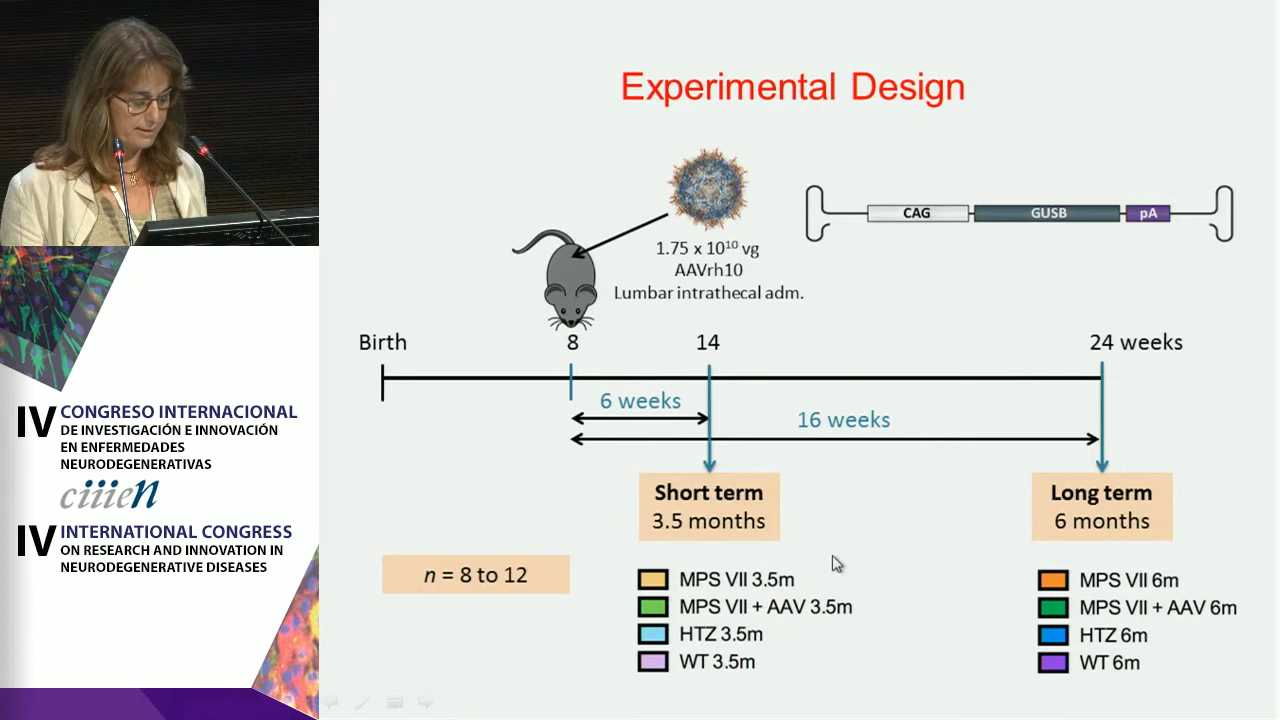 Experimental Design
1.75 x 10¹⁰ vg
AAVrh10
Lumbar intrathecal adm.
CAG
GUSB
pA
Birth
8
14
24 weeks
6 weeks
16 weeks
Short term
3.5 months
Long term
6 months
n = 8 to 12
MPS VII 3.5m
MPS VII + AAV 3.5m
HTZ 3.5m
WT 3.5m
MPS VII 6m
MPS VII + AAV 6m
HTZ 6m
WT 6m
IV CONGRESO INTERNACIONAL
DE INVESTIGACIÓN E INNOVACIÓN
EN ENFERMEDADES
NEURODEGENERATIVAS
ciiien
IV INTERNATIONAL CONGRESS
ON RESEARCH AND INNOVATION IN
NEURODEGENERATIVE DISEASES